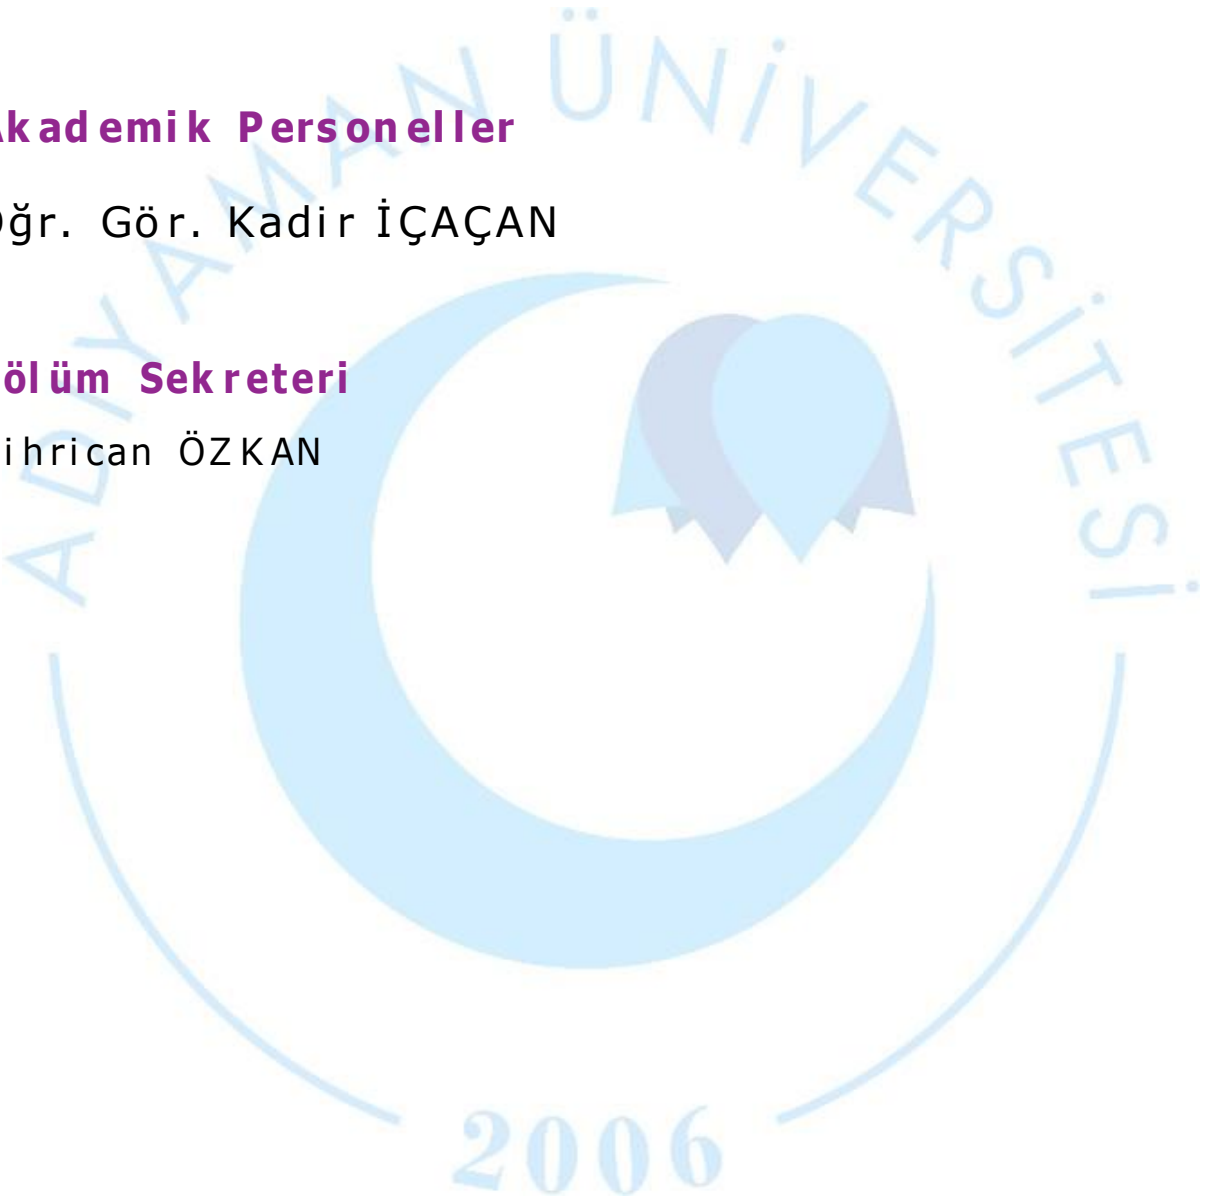 ADIYAMAN ÜNİVERSİTESİ
Akademik Personeller
Öğr. Gör. Kadir İÇAÇAN
ölüm Sekreteri
ihrican ÖZKAN
2006